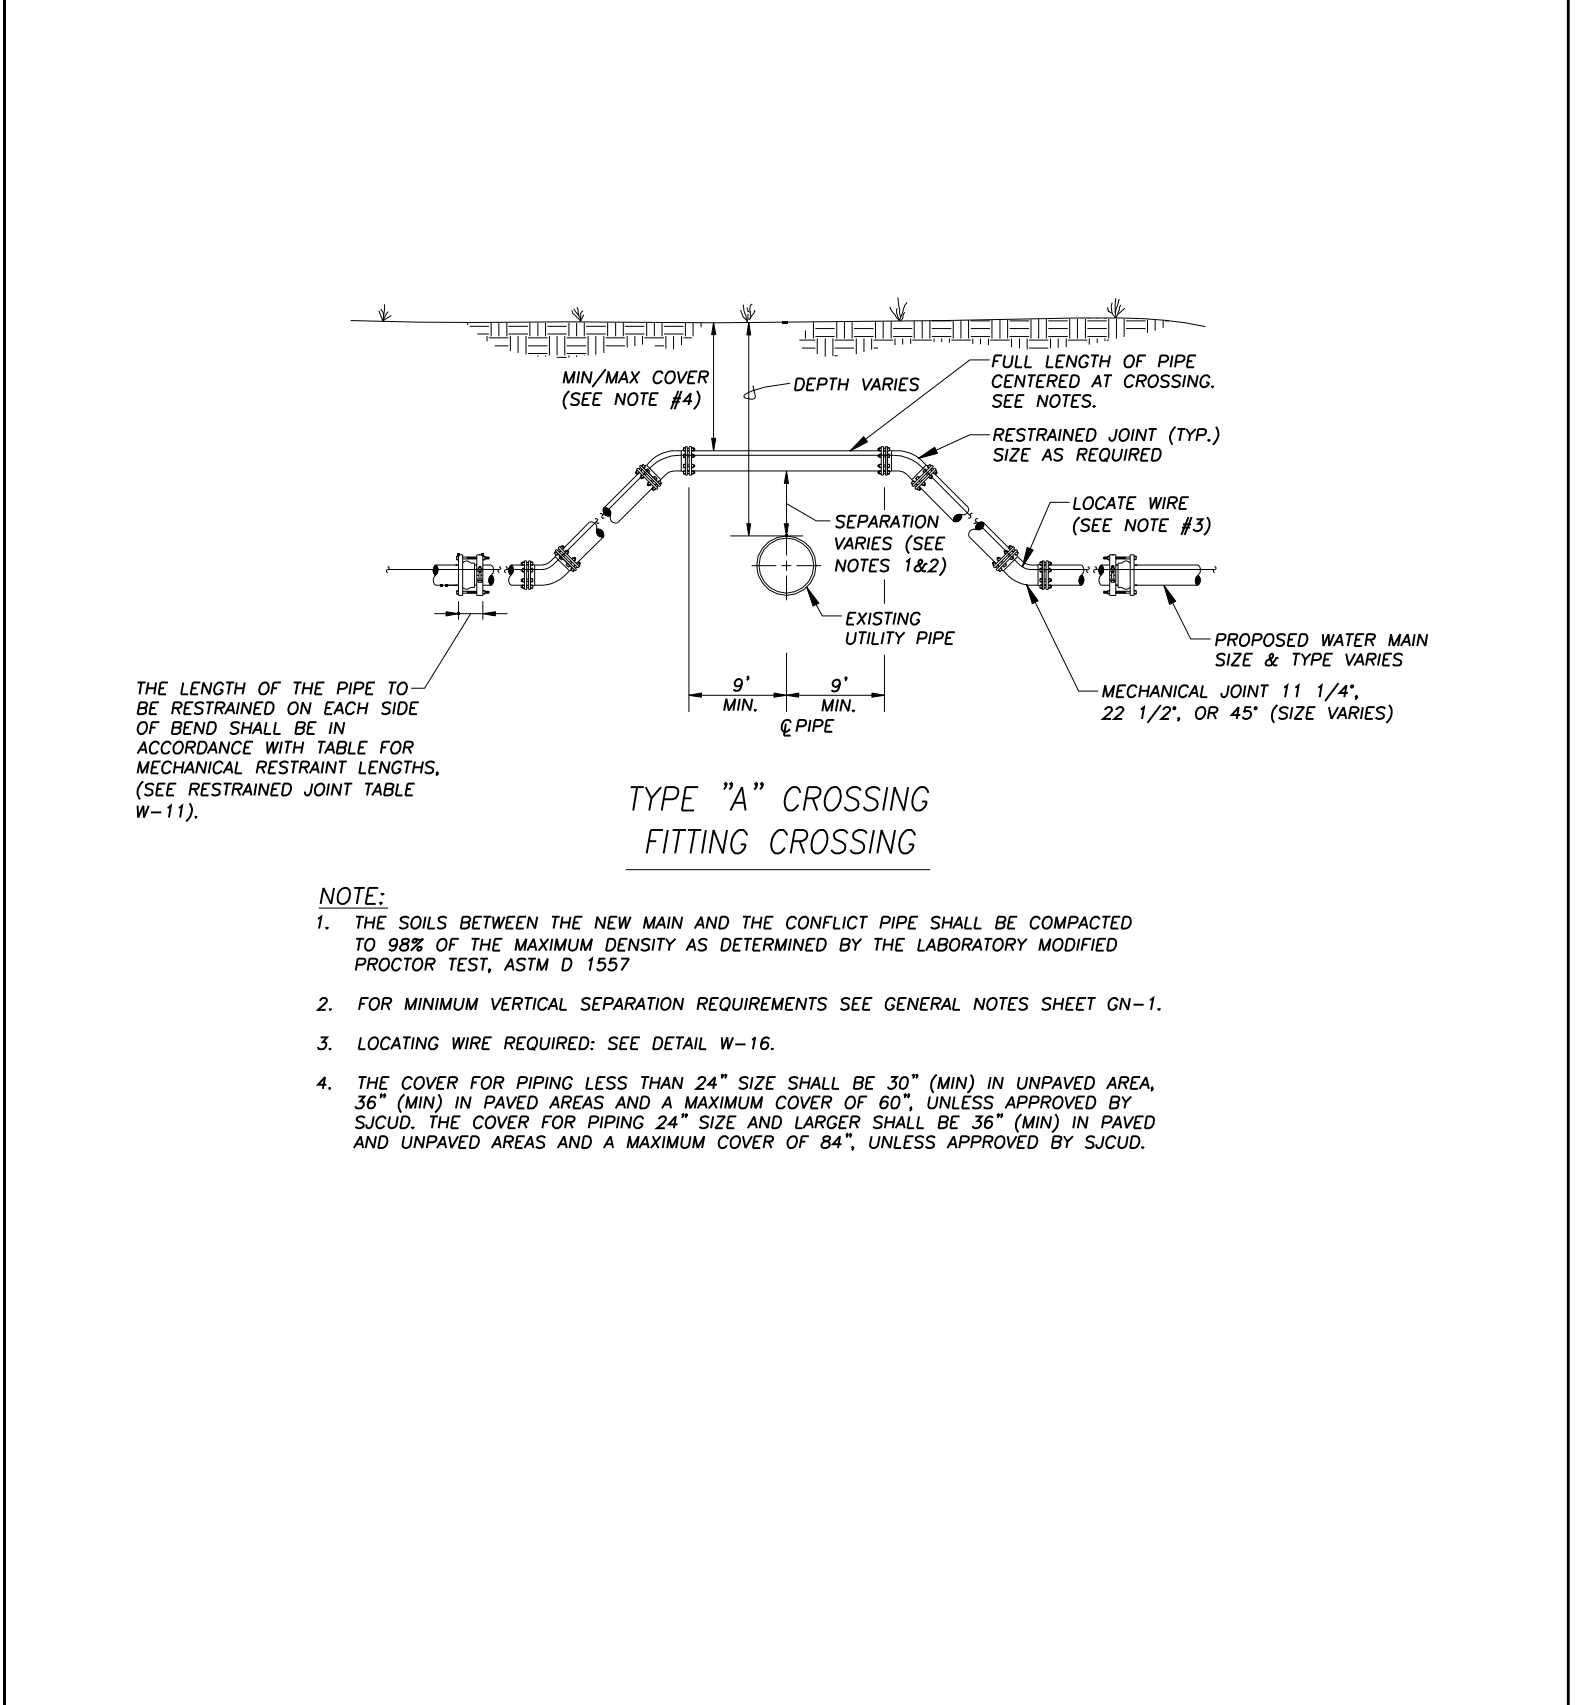 MIN/MAX COVER
(SEE NOTE #4)
DEPTH VARIES
FULL LENGTH OF PIPE
CENTERED AT CROSSING.
SEE NOTES.
RESTRAINED JOINT (TYP.)
SIZE AS REQUIRED
LOCATE WIRE
(SEE NOTE #3)
SEPARATION
VARIES (SEE
NOTES 1&2)
EXISTING
UTILITY PIPE
PROPOSED WATER MAIN
SIZE & TYPE VARIES
MECHANICAL JOINT 11 1/4°,
22 1/2°, OR 45° (SIZE VARIES)
THE LENGTH OF THE PIPE TO
BE RESTRAINED ON EACH SIDE
OF BEND SHALL BE IN
ACCORDANCE WITH TABLE FOR
MECHANICAL RESTRAINT LENGTHS,
(SEE RESTRAINED JOINT TABLE
W-11).
9'
MIN.
9'
MIN.
℄ PIPE
TYPE "A" CROSSING
FITTING CROSSING
NOTE:
1. THE SOILS BETWEEN THE NEW MAIN AND THE CONFLICT PIPE SHALL BE COMPACTED
TO 98% OF THE MAXIMUM DENSITY AS DETERMINED BY THE LABORATORY MODIFIED
PROCTOR TEST, ASTM D 1557
2. FOR MINIMUM VERTICAL SEPARATION REQUIREMENTS SEE GENERAL NOTES SHEET GN-1.
3. LOCATING WIRE REQUIRED: SEE DETAIL W-16.
4. THE COVER FOR PIPING LESS THAN 24" SIZE SHALL BE 30" (MIN) IN UNPAVED AREA,
36" (MIN) IN PAVED AREAS AND A MAXIMUM COVER OF 60", UNLESS APPROVED BY
SJCUD. THE COVER FOR PIPING 24" SIZE AND LARGER SHALL BE 36" (MIN) IN PAVED
AND UNPAVED AREAS AND A MAXIMUM COVER OF 84", UNLESS APPROVED BY SJCUD.